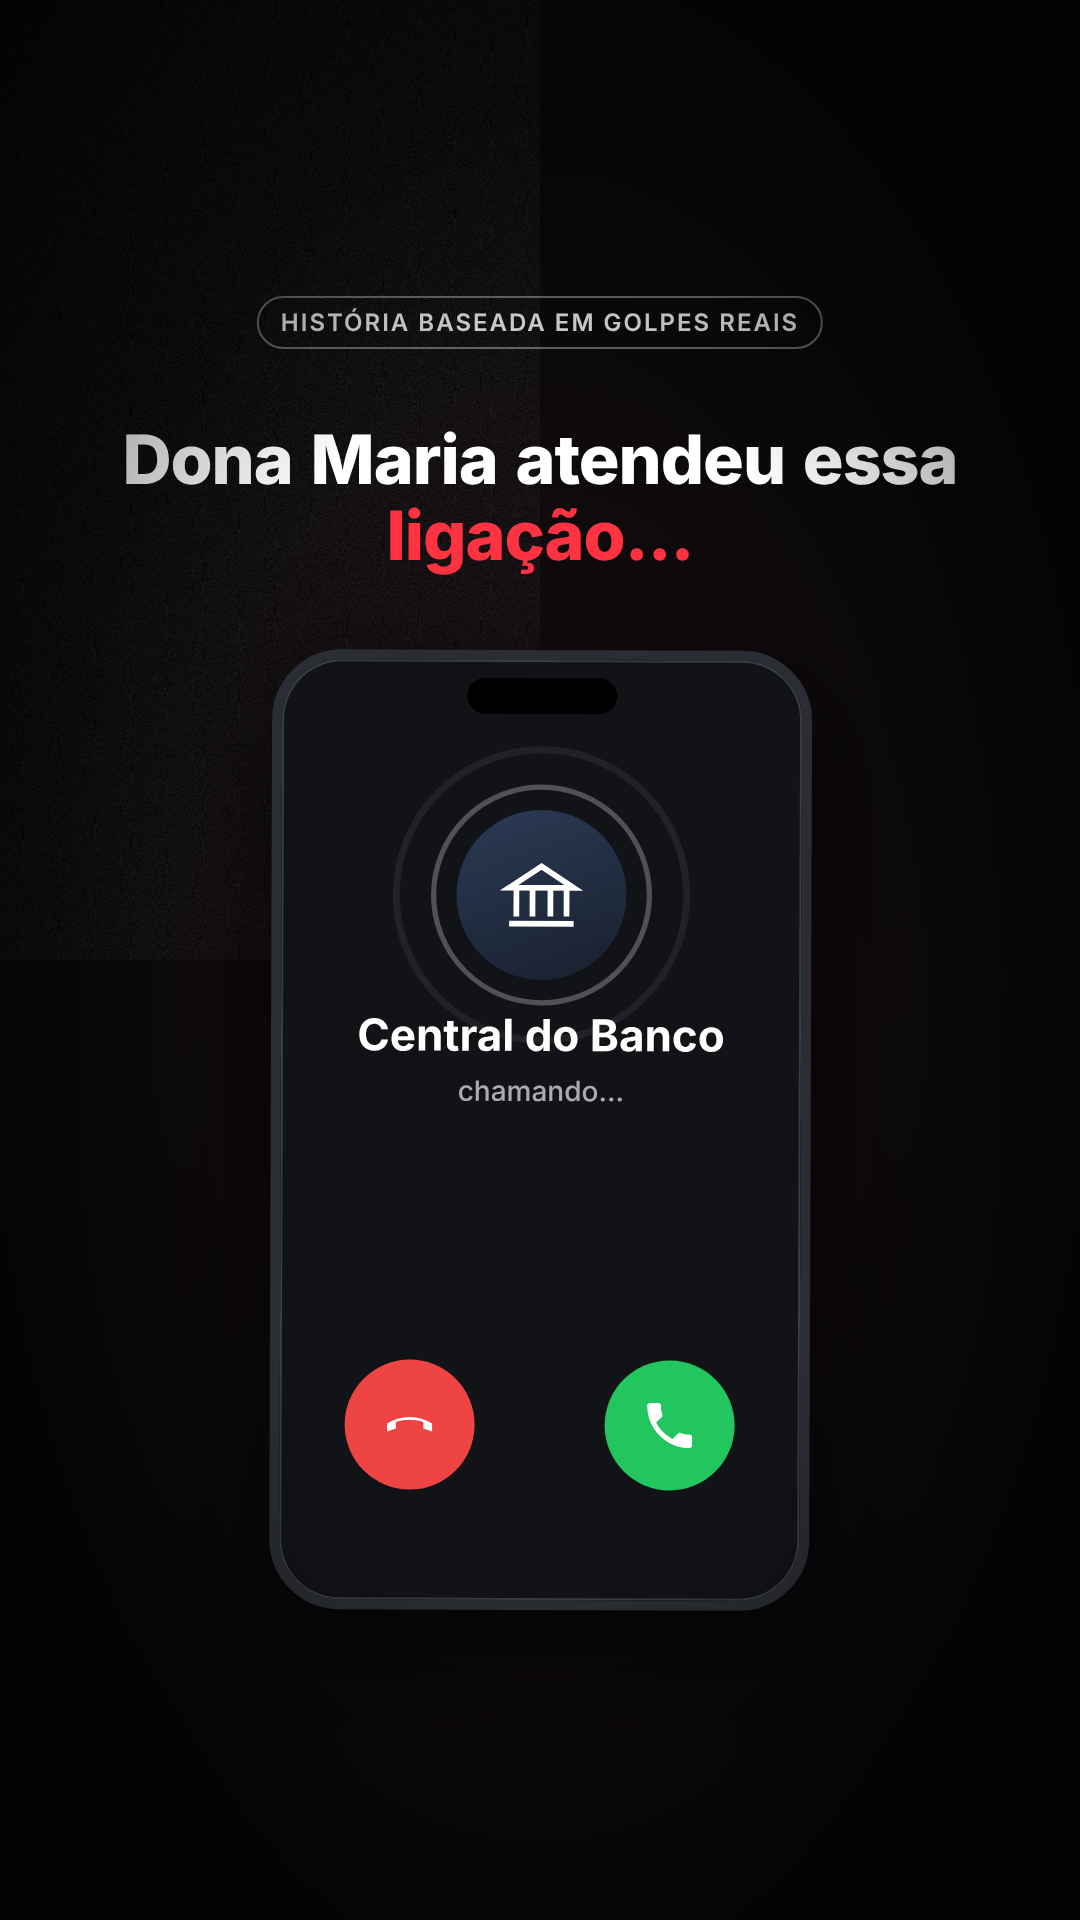 HISTÓRIA BASEADA EM GOLPES REAIS
Dona Maria atendeu essa
ligação...
Central do Banco
chamando...